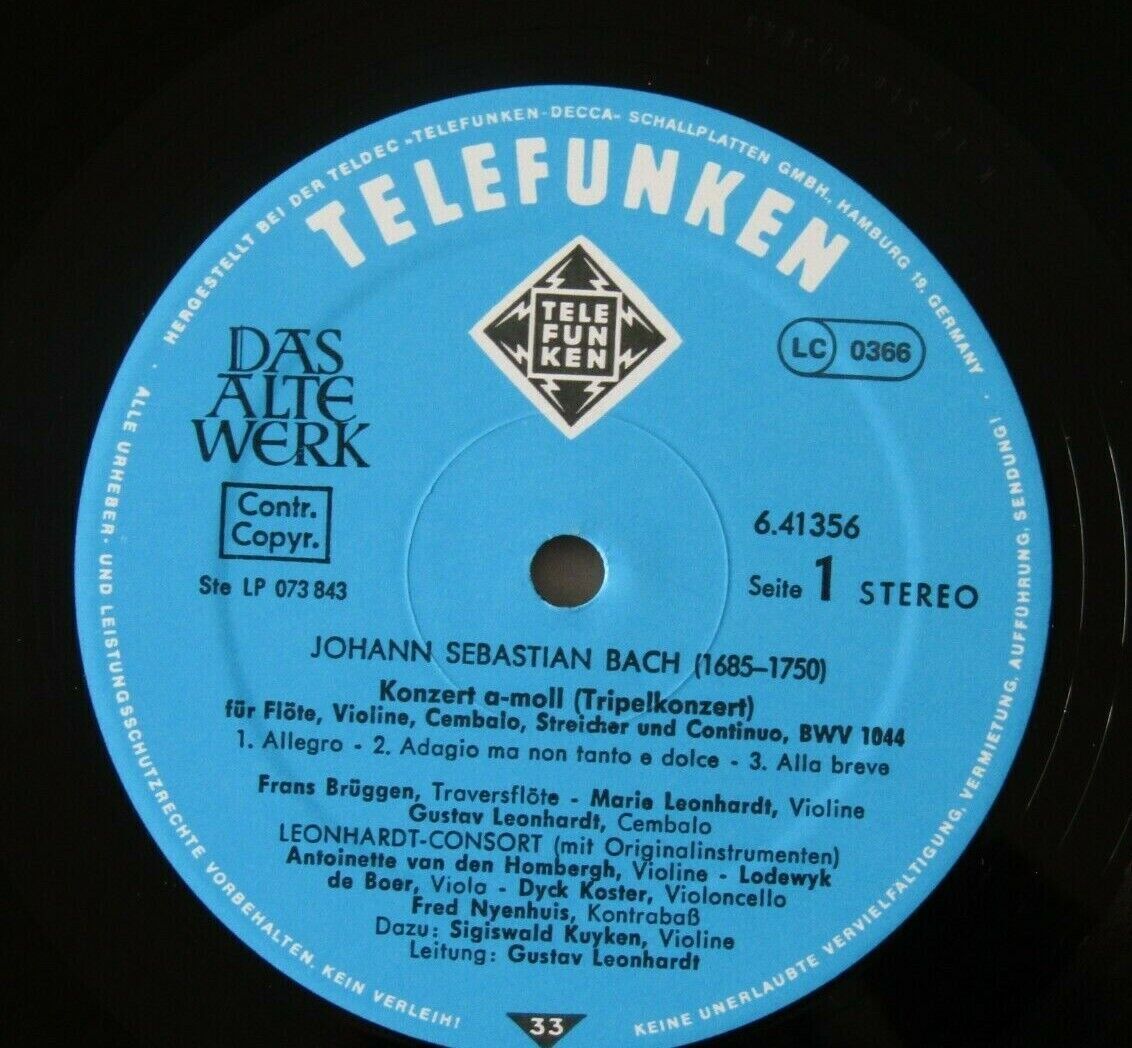 HERGESTELLT BEI DER TELDEC »TELEFUNKEN-DECCA« SCHALLPLATTEN GMBH., HAMBURG 19, GERMANY
TELEFUNKEN
TELE
FUN
KEN
DAS
ALTE
WERK
LC 0366
Contr.
Copyr.
6.41356
Ste LP 073 843
Seite 1 STEREO
JOHANN SEBASTIAN BACH (1685–1750)
Konzert a-moll (Tripelkonzert)
für Flöte, Violine, Cembalo, Streicher und Continuo, BWV 1044
1. Allegro - 2. Adagio ma non tanto e dolce - 3. Alla breve
Frans Brüggen, Traversflöte - Marie Leonhardt, Violine
Gustav Leonhardt, Cembalo
LEONHARDT-CONSORT (mit Originalinstrumenten)
Antoinette van den Hombergh, Violine - Lodewyk
de Boer, Viola - Dyck Koster, Violoncello
Fred Nyenhuis, Kontrabaß
Dazu: Sigiswald Kuyken, Violine
Leitung: Gustav Leonhardt
33
ALLE URHEBER- UND LEISTUNGSSCHUTZRECHTE VORBEHALTEN. KEIN VERLEIH!
KEINE UNERLAUBTE VERVIELFÄLTIGUNG, VERMIETUNG, AUFFÜHRUNG, SENDUNG!